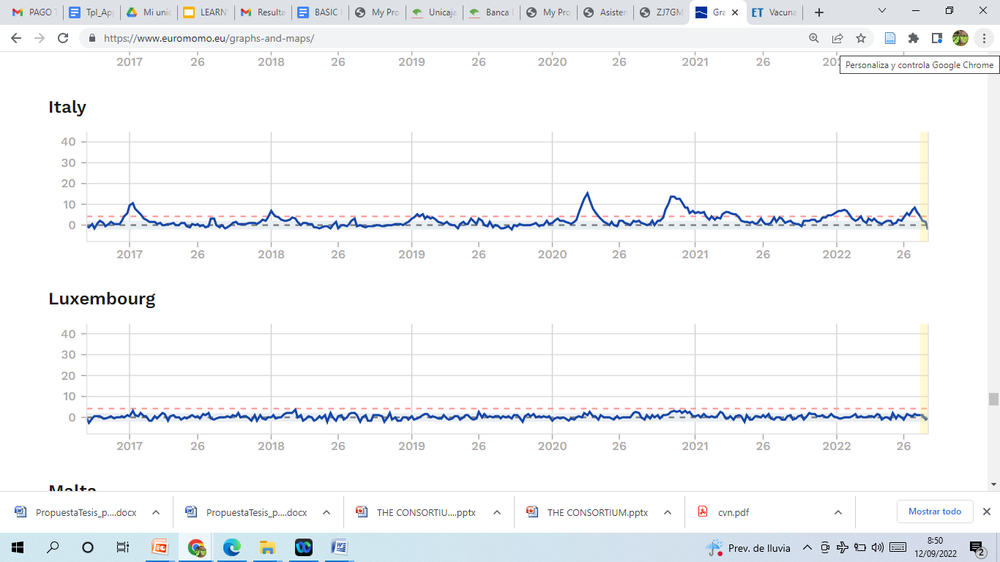 PAGO T
Tpl_App
Mi unid
LEARN
Resulta
BASIC
My Pro
Unicaja
Banca
My Pro
Asisten
ZJ7GM
Gra
Vacuna
https://www.euromomo.eu/graphs-and-maps/
Personaliza y controla Google Chrome
2017 26 2018 26 2019 26 2020 26 2021 26
Italy
40
30
20
10
0
2017 26 2018 26 2019 26 2020 26 2021 26 2022 26
Luxembourg
40
30
20
10
0
2017 26 2018 26 2019 26 2020 26 2021 26 2022 26
Malta
PropuestaTesis_p....docx
PropuestaTesis_p....docx
THE CONSORTIU....pptx
THE CONSORTIUM.pptx
cvn.pdf
Mostrar todo
Prev. de lluvia
8:50
12/09/2022
2